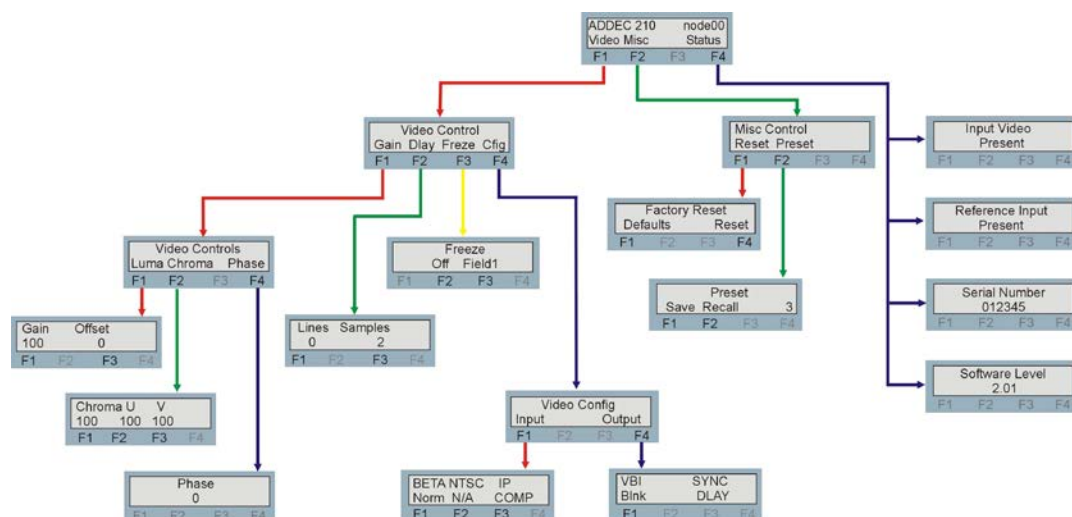 ADDEC 210 node00
Video Misc Status
F1 F2 F3 F4
Video Control
Gain Dlay Freze Cfig
F1 F2 F3 F4
Misc Control
Reset Preset
F1 F2 F3 F4
Input Video
Present
F1 F2 F3 F4
Factory Reset
Defaults Reset
F1 F2 F3 F4
Reference Input
Present
F1 F2 F3 F4
Video Controls
Luma Chroma Phase
F1 F2 F3 F4
Freeze
Off Field1
F1 F2 F3 F4
Preset
Save Recall 3
F1 F2 F3 F4
Serial Number
012345
F1 F2 F3 F4
Gain Offset
100 0
F1 F2 F3 F4
Lines Samples
0 2
F1 F2 F3 F4
Software Level
2.01
F1 F2 F3 F4
Chroma U V
100 100 100
F1 F2 F3 F4
Video Config
Input Output
F1 F2 F3 F4
Phase
0
F1 F2 F3 F4
BETA NTSC IP
Norm N/A COMP
F1 F2 F3 F4
VBI SYNC
Blnk DLAY
F1 F2 F3 F4